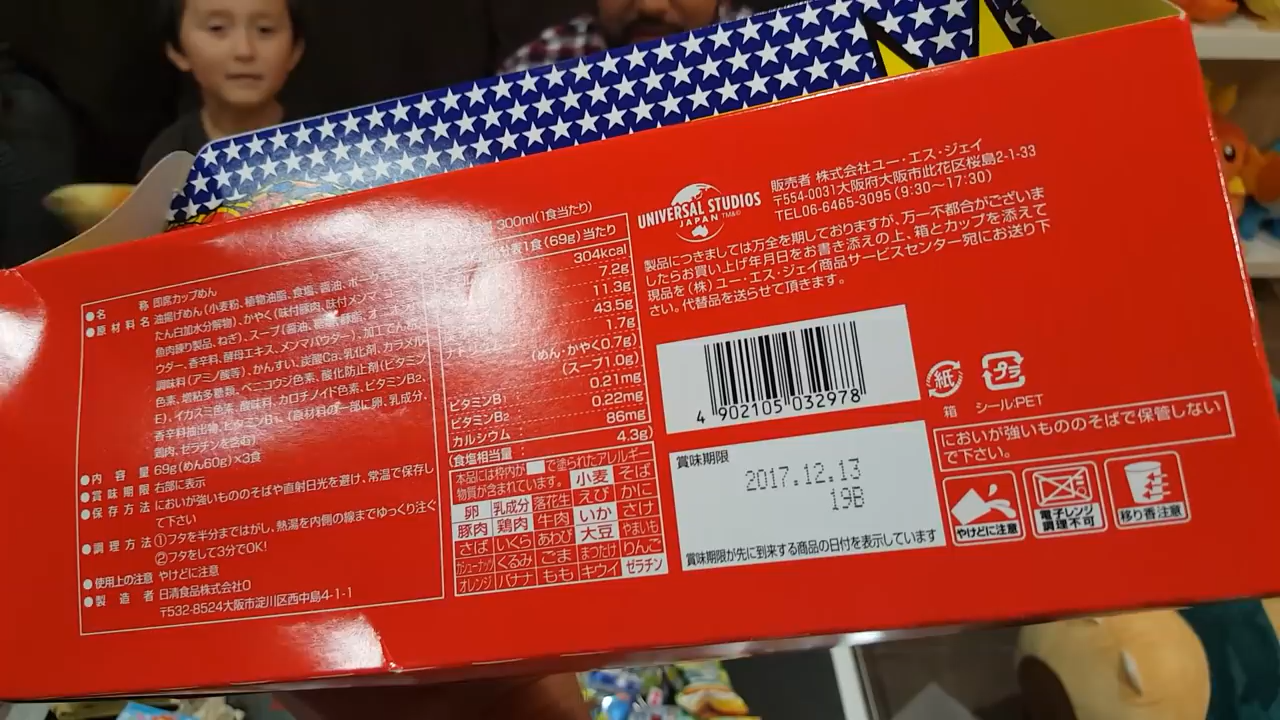 ●名 称 即席カップめん
●原材料名 油揚げめん(小麦粉、植物油脂、食塩、醤油、ポー
たん白加水分解物)、かやく(味付豚肉、味付メンマ、
魚肉練り製品、ねぎ)、スープ(醤油、
ウダー、香辛料、酵母エキス、メンマパウダー)、加工でん
調味料(アミノ酸等)、かんすい、炭酸Ca、乳化剤、カラメル
色素、増粘多糖類、ベニコウジ色素、酸化防止剤(ビタミン
E)、イカスミ色素、酸味料、カロチノイド色素、ビタミンB2、
香辛料抽出物、ビタミンB1、(原材料の一部に卵、乳成分、
鶏肉、ゼラチンを含む)
●内 容 量 69g(めん60g)×3食
●賞味期限 右部に表示
●保存方法 においが強いもののそばや直射日光を避け、常温で保存し
て下さい
●調理方法 ①フタを半分まではがし、熱湯を内側の線までゆっくり注ぐ
②フタをして3分でOK!
●使用上の注意 やけどに注意
●製 造 者 日清食品株式会社O
〒532-8524大阪市淀川区西中島4-1-1
300ml(1食当たり)
分表1食(69g)当たり
304kcal
7.2g
11.3g
43.5g
1.7g
(めん・かやく0.7g)
(スープ1.0g)
ビタミンB1 0.21mg
ビタミンB2 0.22mg
カルシウム 86mg
(食塩相当量: 4.3g)
本品には枠内が で塗られたアレルギー
物質が含まれています。 小麦 そば
卵 乳成分 落花生 えび かに
豚肉 鶏肉 牛肉 いか さけ
さば いくら あわび 大豆 やまいも
カシューナッツ くるみ ごま まつたけ りんご
オレンジ バナナ もも キウイ ゼラチン
UNIVERSAL STUDIOS
JAPAN TM&©
販売者 株式会社ユー・エス・ジェイ
〒554-0031大阪府大阪市此花区桜島2-1-33
TEL06-6465-3095(9:30~17:30)
製品につきましては万全を期しておりますが、万一不都合がございま
したらお買い上げ年月日をお書き添えの上、箱とカップを添えて
現品を(株)ユー・エス・ジェイ商品サービスセンター宛にお送り下
さい。代替品を送らせて頂きます。
4 902105 032978
紙 プラ
箱 シール:PET
賞味期限
2017.12.13
19B
賞味期限が先に到来する商品の日付を表示しています
においが強いもののそばで保管しない
で下さい。
やけどに注意
電子レンジ
調理不可
移り香注意